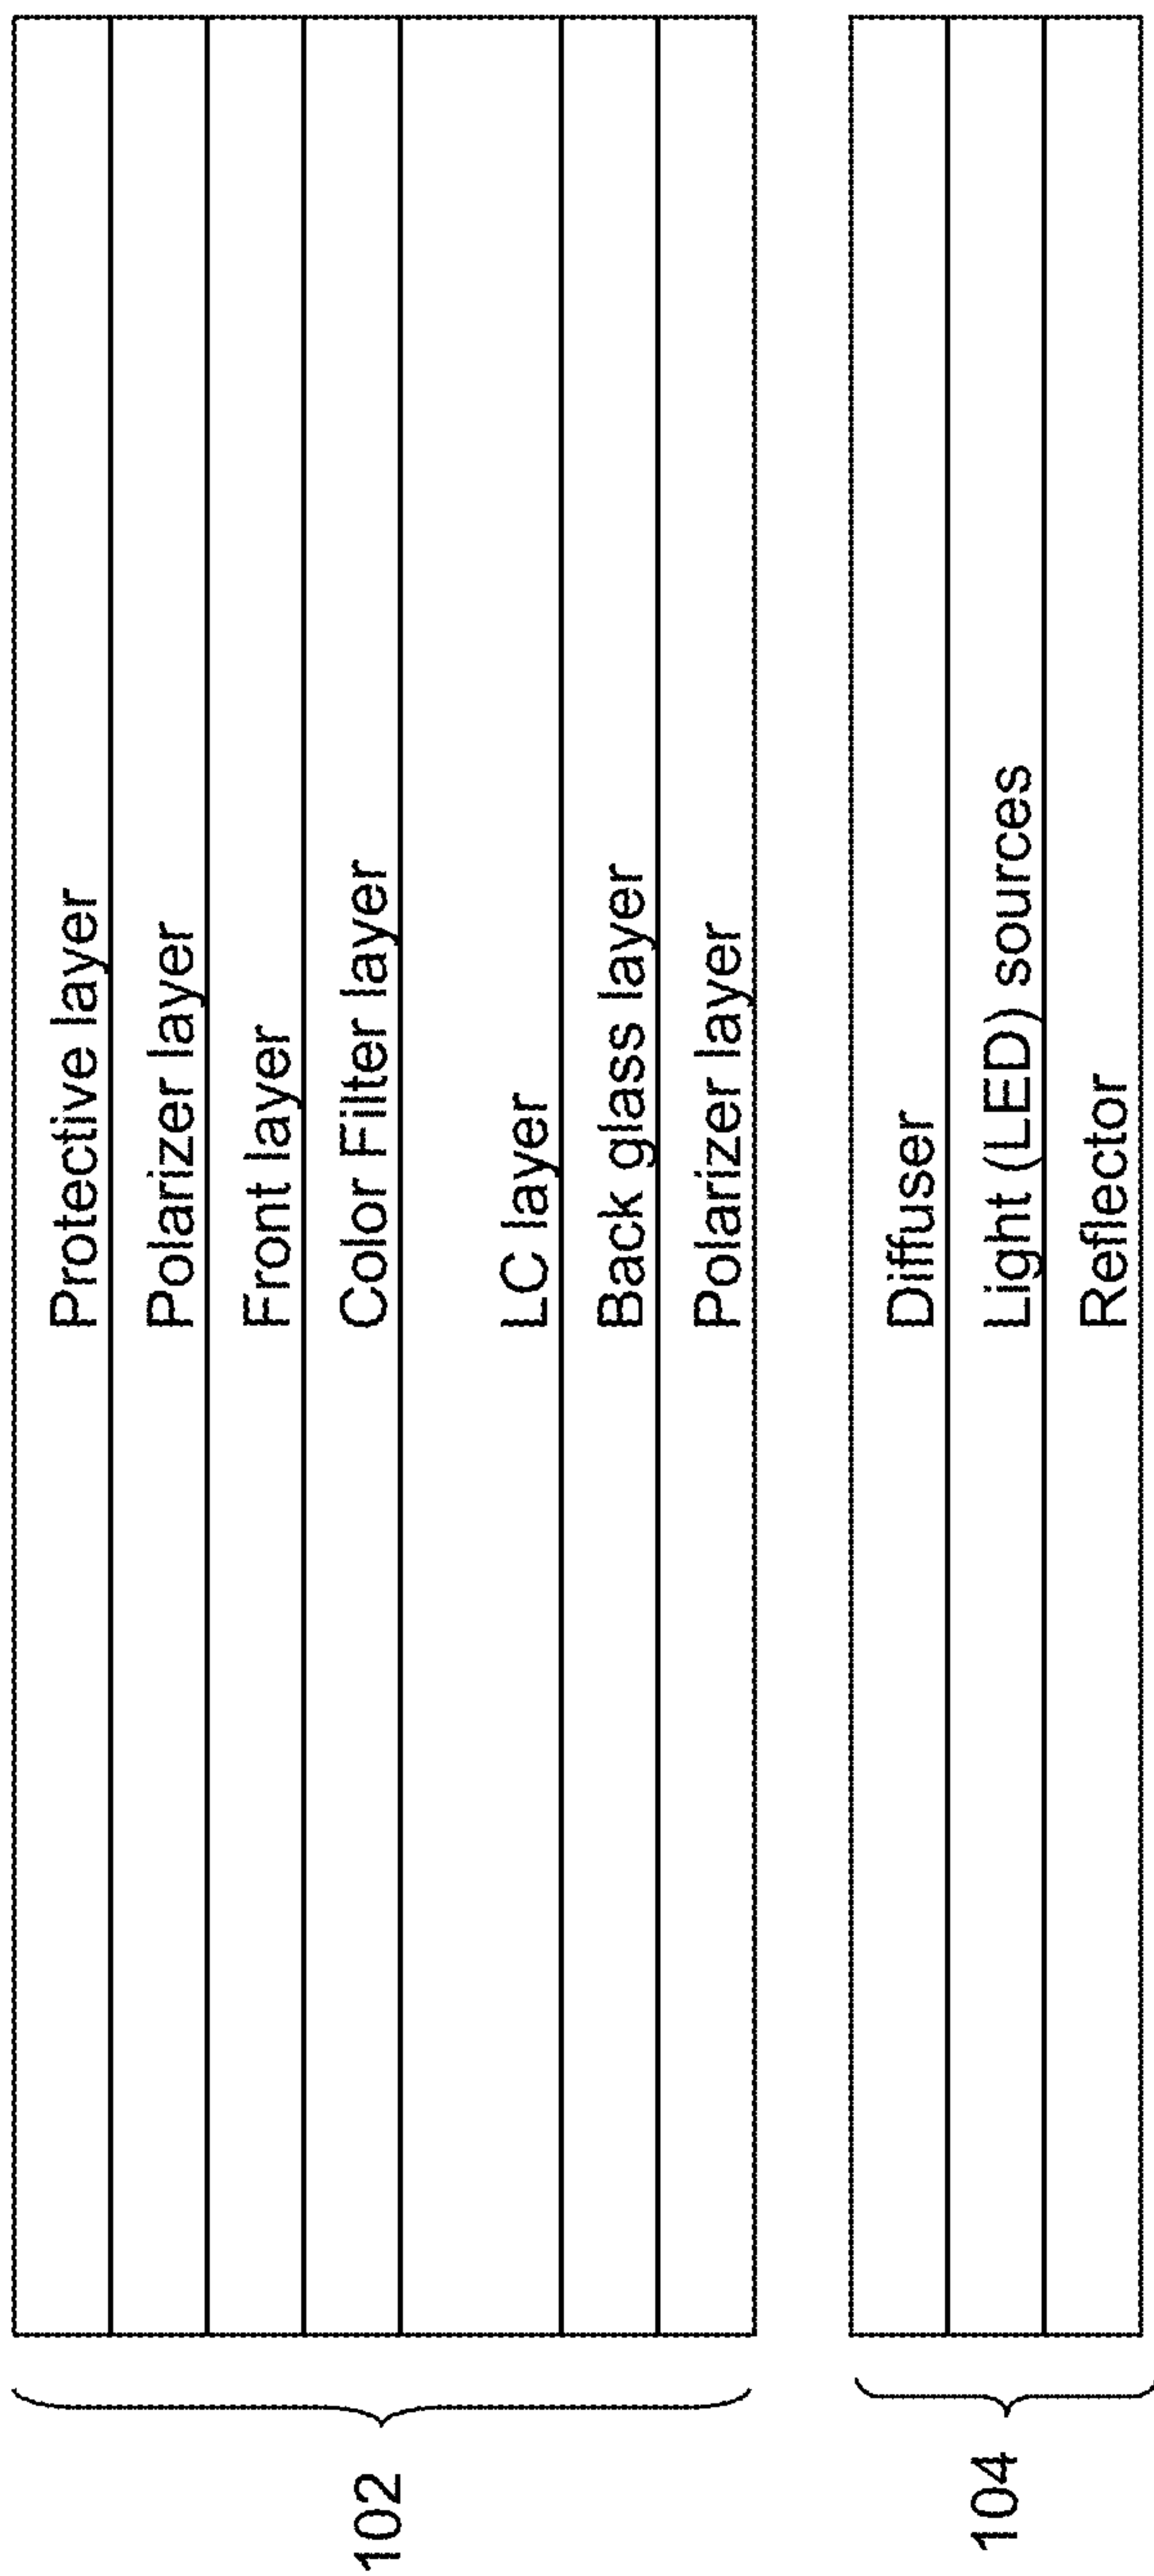 Protective layer
Polarizer layer
Front layer
Color Filter layer
LC layer
Back glass layer
Polarizer layer
102
Diffuser
Light (LED) sources
Reflector
104